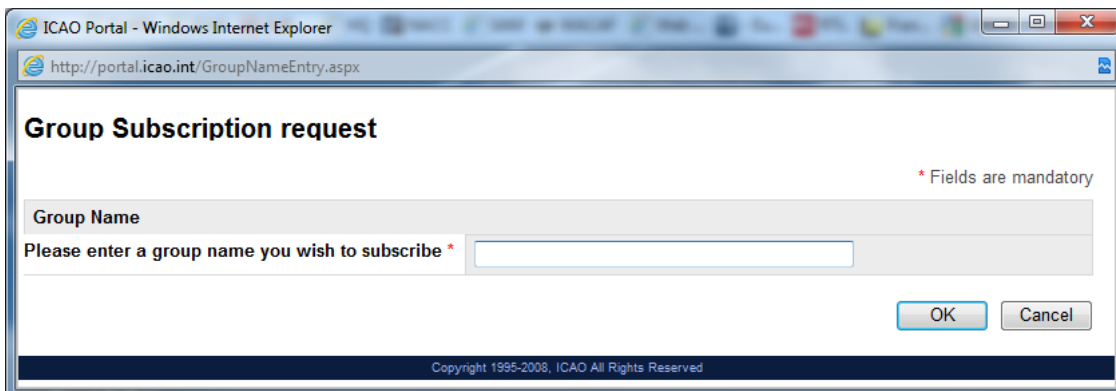 ICAO Portal - Windows Internet Explorer
http://portal.icao.int/GroupNameEntry.aspx
Group Subscription request
* Fields are mandatory
Group Name
Please enter a group name you wish to subscribe *
OK Cancel
Copyright 1995-2008, ICAO All Rights Reserved